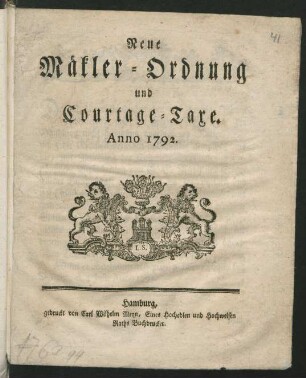 41
Neue
Mäkler-Ordnung
und
Courtage-Taxe.
Anno 1792.
I. S.
Hamburg,
gedruckt von Carl Wilhelm Meyn, Eines Hochedlen und Hochweisen
Raths Buchdrucker.